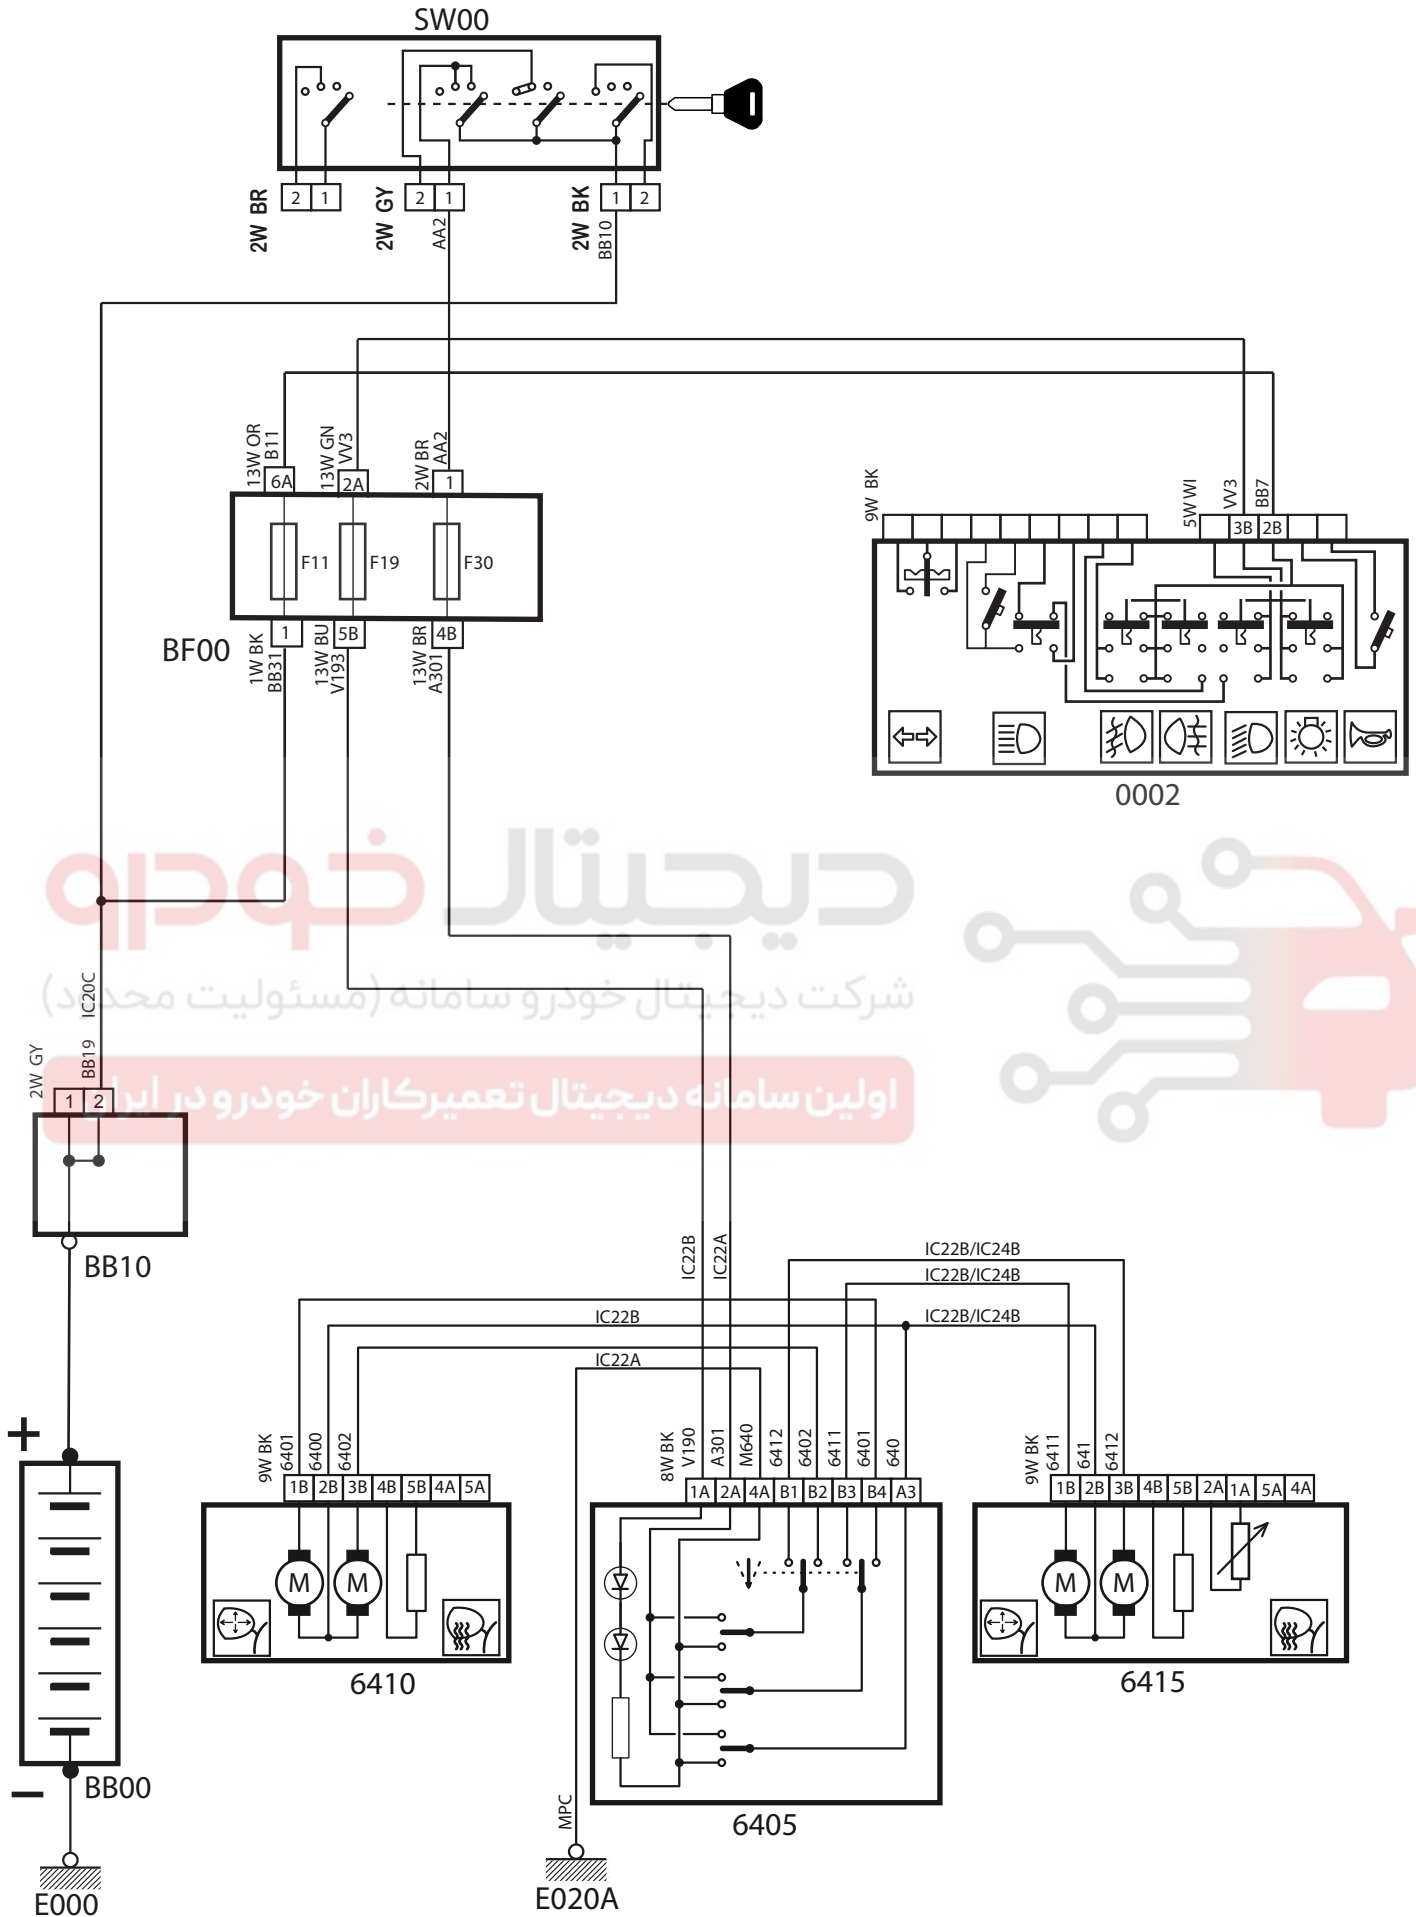 SW00
2W BR
2
1
2W GY
2
1
AA2
2W BK
1
2
BB10
13W OR
B11
13W GN
VV3
2W BR
AA2
6A
2A
1
F11
F19
F30
BF00
1
5B
4B
1W BK
BB31
13W BU
V193
13W BR
A301
9W BK
5W WI
VV3
BB7
3B
2B
0002
دیجیتال خودرو
شرکت دیجیتال خودرو سامانه (مسئولیت محدود)
اولین سامانه دیجیتال تعمیرکاران خودرو در ایران
IC20C
2W GY
BB19
1
2
BB10
IC22B
IC22A
IC22B/IC24B
IC22B/IC24B
IC22B
IC22B/IC24B
IC22A
+
BB00
−
E000
9W BK
6401
6400
6402
1B
2B
3B
4B
5B
4A
5A
M
M
6410
8W BK
V190
A301
M640
6412
6402
6411
6401
640
1A
2A
4A
B1
B2
B3
B4
A3
6405
MPC
E020A
9W BK
6411
641
6412
1B
2B
3B
4B
5B
2A
1A
5A
4A
M
M
6415